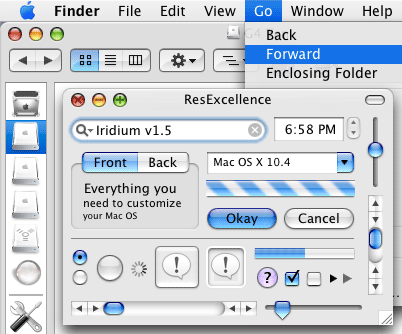 Finder File Edit View Go Window Help
Back
Forward
Enclosing Folder
ResExcellence
Iridium v1.5
6:58 PM
Front Back
Mac OS X 10.4
Everything you
need to customize
your Mac OS
Okay Cancel
?